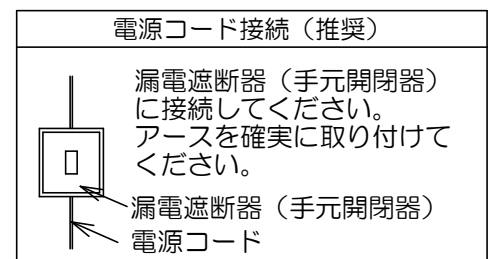 電源コード接続（推奨）
漏電遮断器（手元開閉器）
に接続してください。
アースを確実に取り付けて
ください。
漏電遮断器（手元開閉器）
電源コード